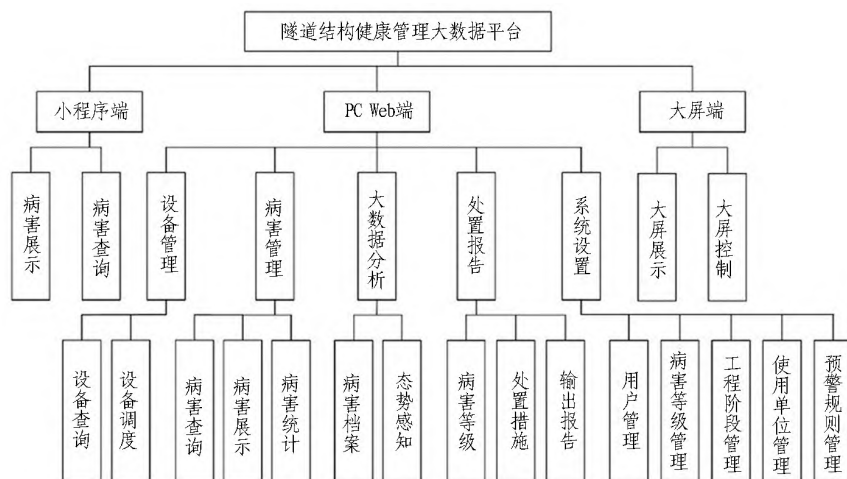 隧道结构健康管理大数据平台
小程序端
PC Web端
大屏端
病害展示
病害查询
设备管理
病害管理
大数据分析
处置报告
系统设置
大屏展示
大屏控制
设备查询
设备调度
病害查询
病害展示
病害统计
病害档案
态势感知
病害等级
处置措施
输出报告
用户管理
病害等级管理
工程阶段管理
使用单位管理
预警规则管理